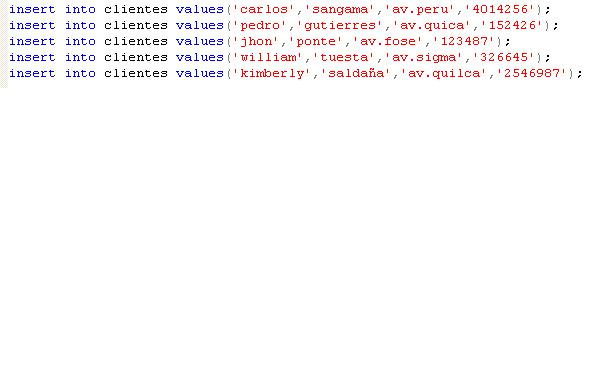 insert into clientes values('carlos','sangama','av.peru','4014256');
insert into clientes values('pedro','gutierres','av.quica','152426');
insert into clientes values('jhon','ponte','av.fose','123487');
insert into clientes values('william','tuesta','av.sigma','326645');
insert into clientes values('kimberly','saldaña','av.quilca','2546987');